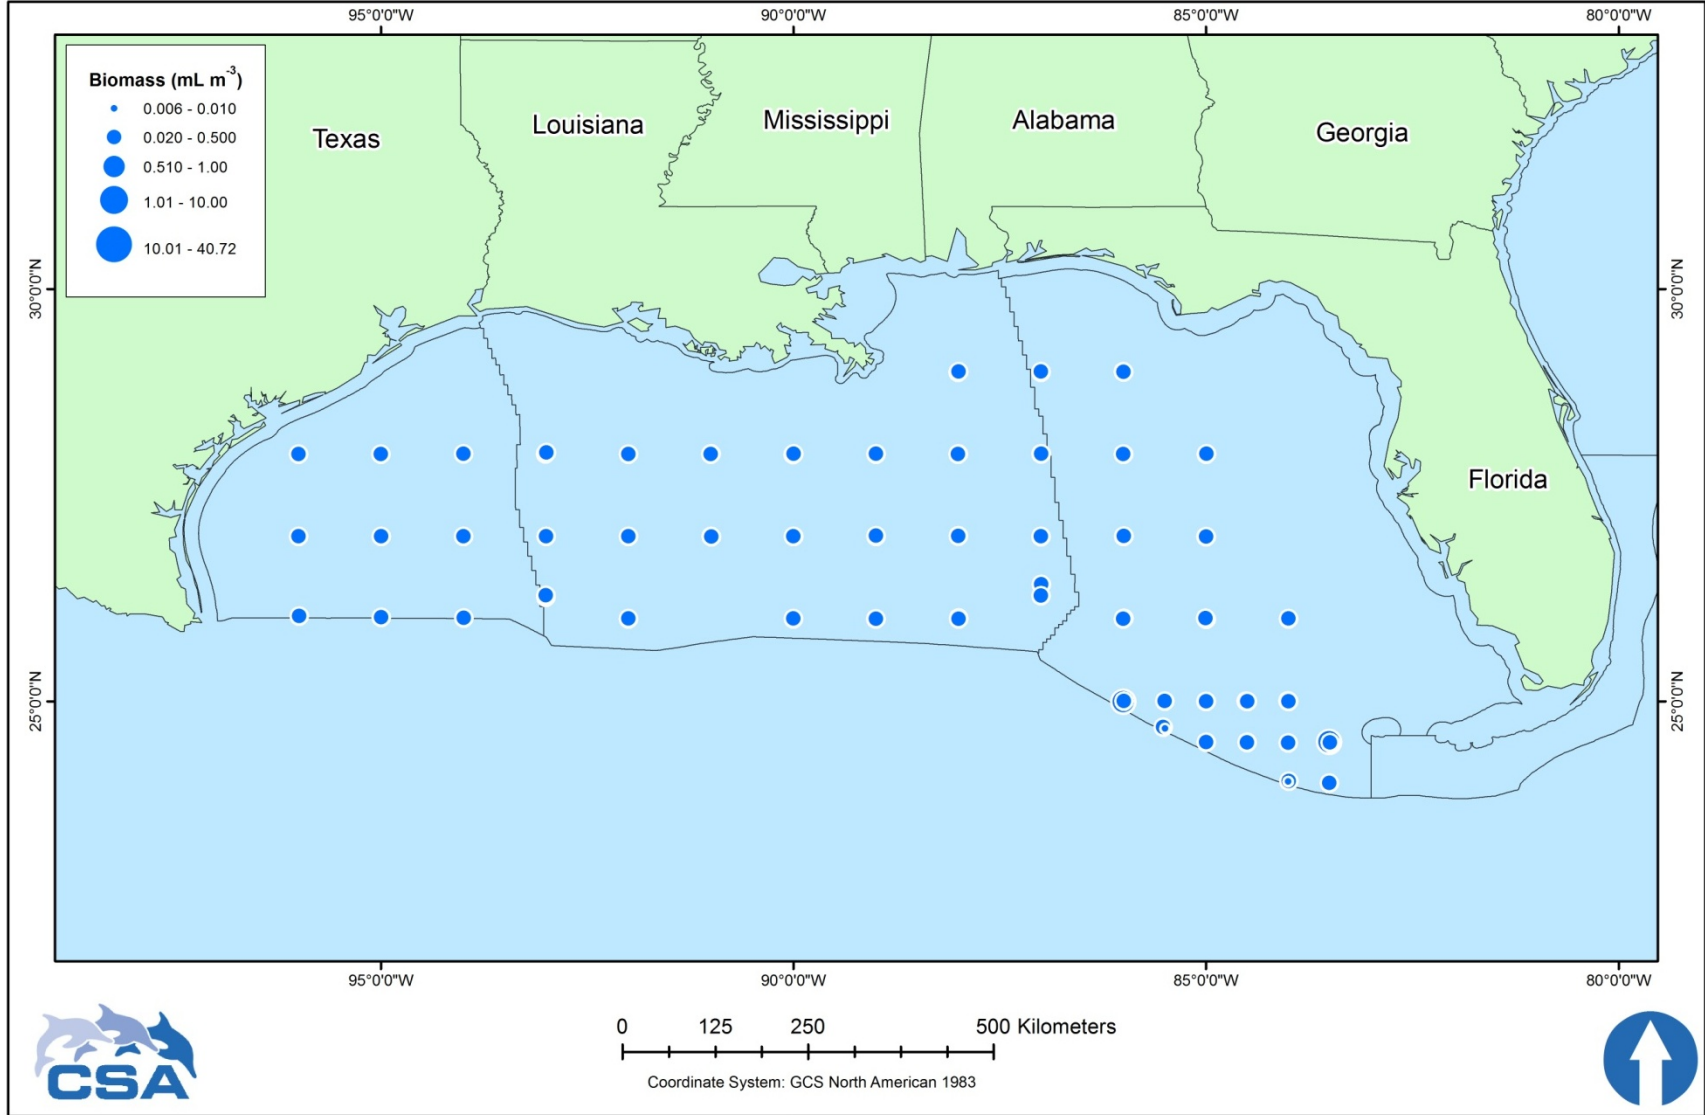 95°0'0"W 90°0'0"W 85°0'0"W 80°0'0"W
Biomass (mL m⁻³)
0.006 - 0.010
0.020 - 0.500
0.510 - 1.00
1.01 - 10.00
10.01 - 40.72
Texas
Louisiana
Mississippi
Alabama
Georgia
Florida
30°0'0"N
30°0'0"N
25°0'0"N
25°0'0"N
95°0'0"W 90°0'0"W 85°0'0"W 80°0'0"W
CSA
0 125 250 500 Kilometers
Coordinate System: GCS North American 1983